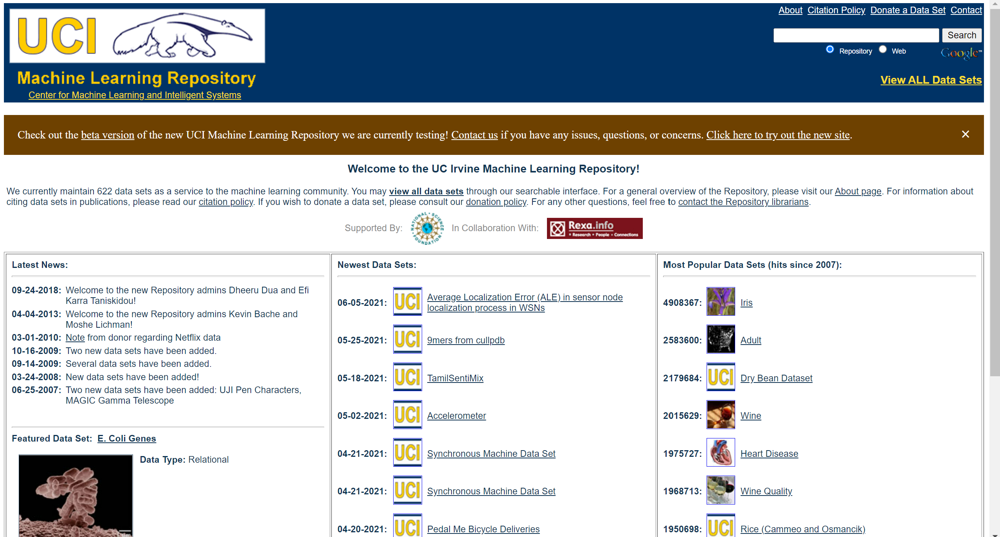 UCI
Machine Learning Repository
Center for Machine Learning and Intelligent Systems
About Citation Policy Donate a Data Set Contact
Search
Repository Web Google™
View ALL Data Sets
Check out the beta version of the new UCI Machine Learning Repository we are currently testing! Contact us if you have any issues, questions, or concerns. Click here to try out the new site. ×
Welcome to the UC Irvine Machine Learning Repository!
We currently maintain 622 data sets as a service to the machine learning community. You may view all data sets through our searchable interface. For a general overview of the Repository, please visit our About page. For information about
citing data sets in publications, please read our citation policy. If you wish to donate a data set, please consult our donation policy. For any other questions, feel free to contact the Repository librarians.
Supported By: NATIONAL SCIENCE FOUNDATION In Collaboration With: Rexa.info
Research • People • Connections
Latest News:
09-24-2018: Welcome to the new Repository admins Dheeru Dua and Efi
Karra Taniskidou!
04-04-2013: Welcome to the new Repository admins Kevin Bache and
Moshe Lichman!
03-01-2010: Note from donor regarding Netflix data
10-16-2009: Two new data sets have been added.
09-14-2009: Several data sets have been added.
03-24-2008: New data sets have been added!
06-25-2007: Two new data sets have been added: UJI Pen Characters,
MAGIC Gamma Telescope
Featured Data Set: E. Coli Genes
Data Type: Relational
Newest Data Sets:
06-05-2021: UCI Average Localization Error (ALE) in sensor node
localization process in WSNs
05-25-2021: UCI 9mers from cullpdb
05-18-2021: UCI TamilSentiMix
05-02-2021: UCI Accelerometer
04-21-2021: UCI Synchronous Machine Data Set
04-21-2021: UCI Synchronous Machine Data Set
04-20-2021: UCI Pedal Me Bicycle Deliveries
Most Popular Data Sets (hits since 2007):
4908367: Iris
2583600: Adult
2179684: UCI Dry Bean Dataset
2015629: Wine
1975727: Heart Disease
1968713: Wine Quality
1950698: UCI Rice (Cammeo and Osmancik)